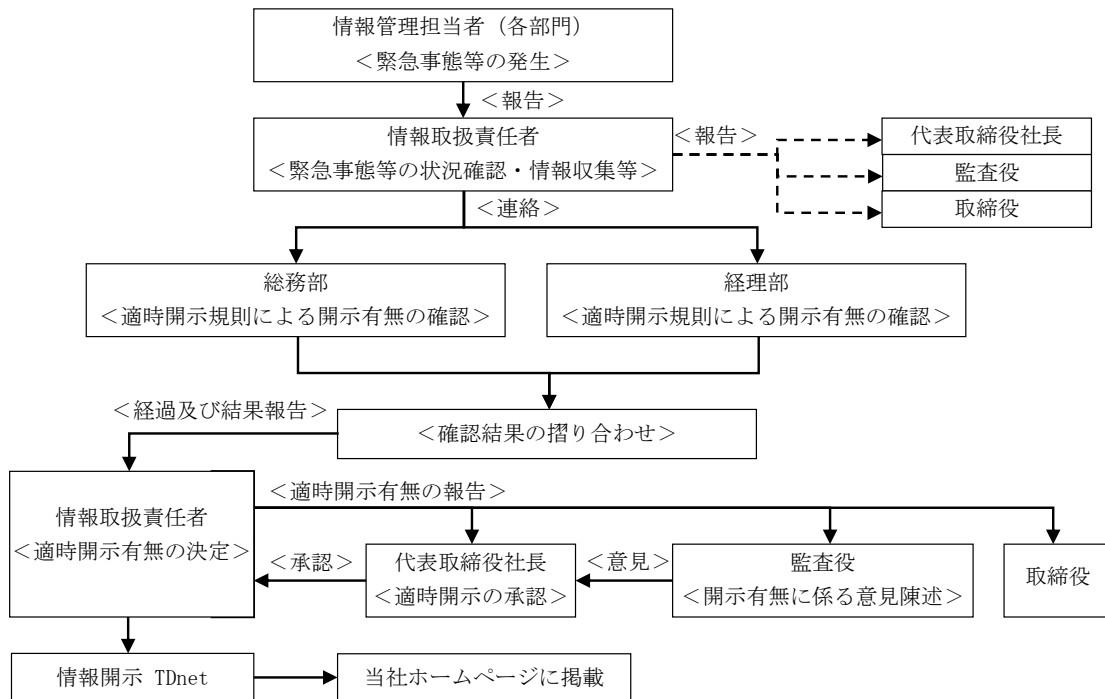 情報管理担当者（各部門）
＜緊急事態等の発生＞
＜報告＞
情報取扱責任者
＜緊急事態等の状況確認・情報収集等＞
＜報告＞
代表取締役社長
監査役
取締役
＜連絡＞
総務部
＜適時開示規則による開示有無の確認＞
経理部
＜適時開示規則による開示有無の確認＞
＜経過及び結果報告＞
＜確認結果の摺り合わせ＞
情報取扱責任者
＜適時開示有無の決定＞
＜適時開示有無の報告＞
＜承認＞
代表取締役社長
＜適時開示の承認＞
＜意見＞
監査役
＜開示有無に係る意見陳述＞
取締役
情報開示 TDnet
当社ホームページに掲載